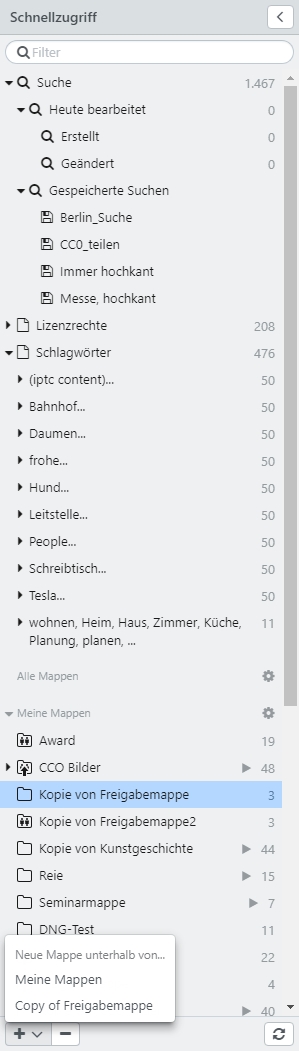 Schnellzugriff
Filter
Suche 1.467
Heute bearbeitet 0
Erstellt 0
Geändert 0
Gespeicherte Suchen
Berlin_Suche
CC0_teilen
Immer hochkant
Messe, hochkant
Lizenzrechte 208
Schlagwörter 476
(iptc content)... 50
Bahnhof... 50
Daumen... 50
frohe... 50
Hund... 50
Leitstelle... 50
People... 50
Schreibtisch... 50
Tesla... 50
wohnen, Heim, Haus, Zimmer, Küche, 11
Planung, planen, ...
Alle Mappen
Meine Mappen
Award 19
CCO Bilder 48
Kopie von Freigabemappe 3
Kopie von Freigabemappe2 3
Kopie von Kunstgeschichte 44
Reie 15
Seminarmappe 7
DNG-Test 11
22
4
40
Neue Mappe unterhalb von...
Meine Mappen
Copy of Freigabemappe